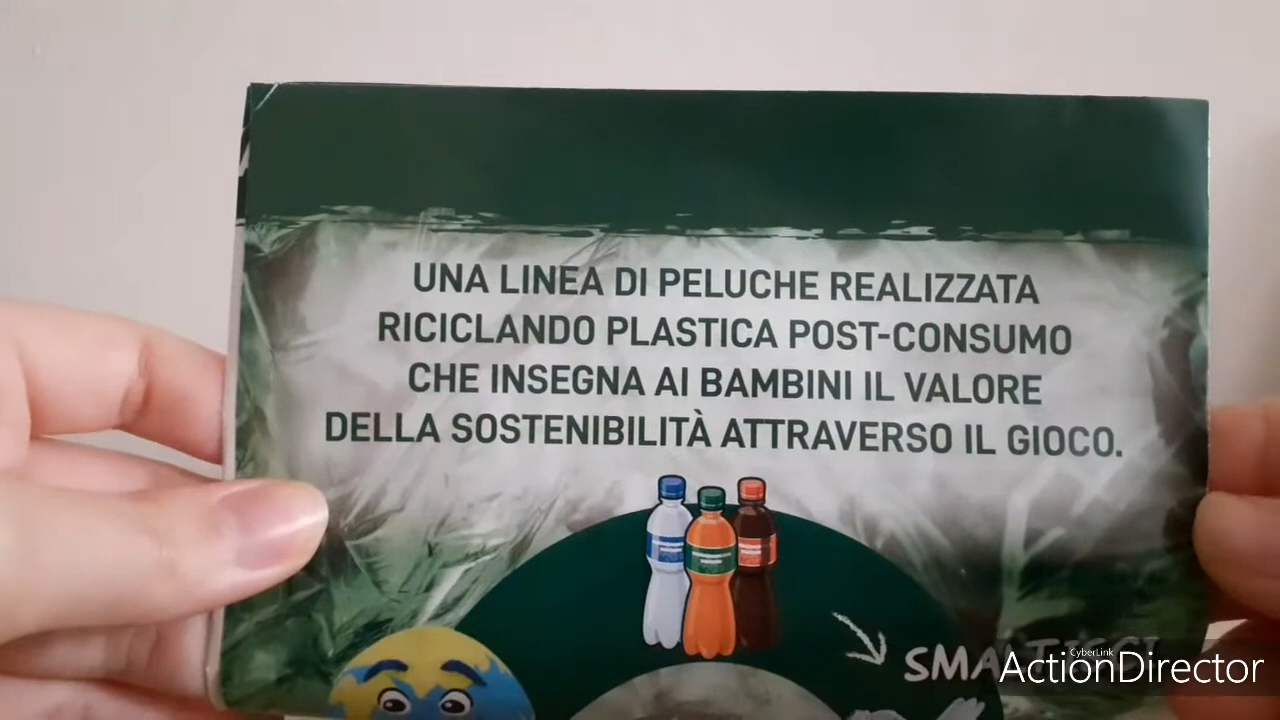 UNA LINEA DI PELUCHE REALIZZATA
RICICLANDO PLASTICA POST-CONSUMO
CHE INSEGNA AI BAMBINI IL VALORE
DELLA SOSTENIBILITÀ ATTRAVERSO IL GIOCO.
CyberLink
ActionDirector